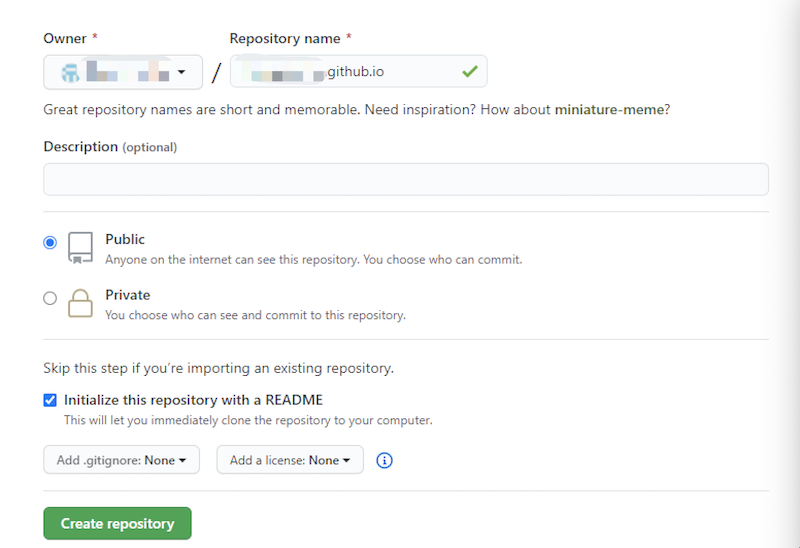 Owner *
Repository name *
/
.github.io
Great repository names are short and memorable. Need inspiration? How about miniature-meme?
Description (optional)
Public
Anyone on the internet can see this repository. You choose who can commit.
Private
You choose who can see and commit to this repository.
Skip this step if you're importing an existing repository.
Initialize this repository with a README
This will let you immediately clone the repository to your computer.
Add .gitignore: None
Add a license: None
Create repository